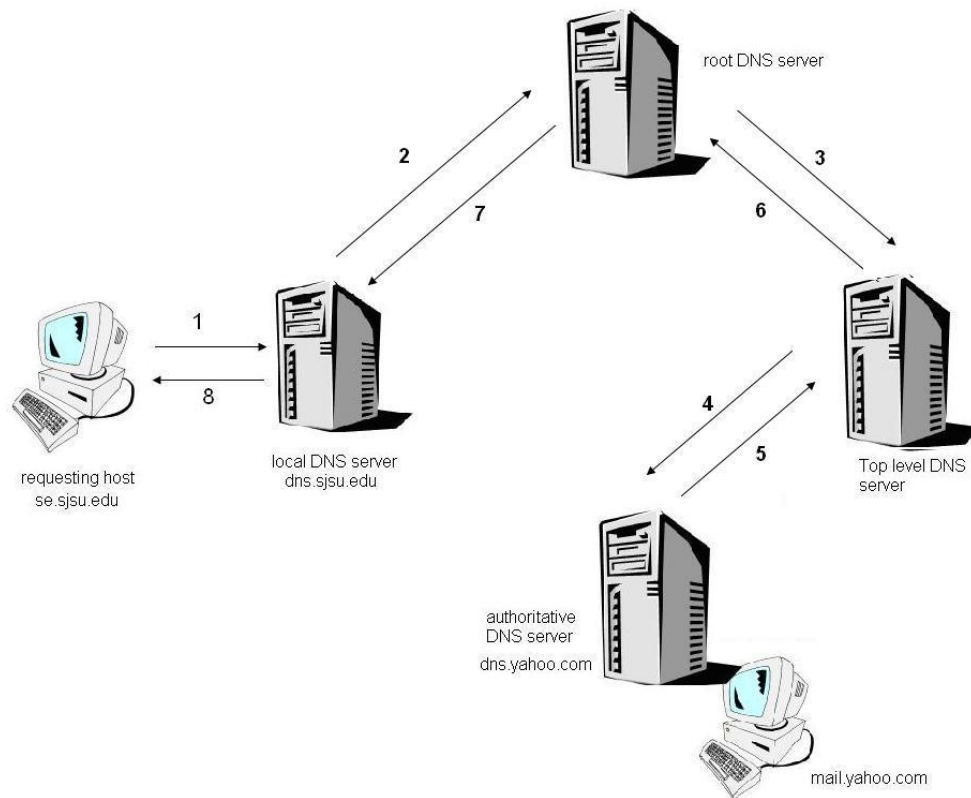 root DNS server
2
3
7
6
1
8
4
5
requesting host
se.sjsu.edu
local DNS server
dns.sjsu.edu
Top level DNS
server
authoritative
DNS server
dns.yahoo.com
mail.yahoo.com